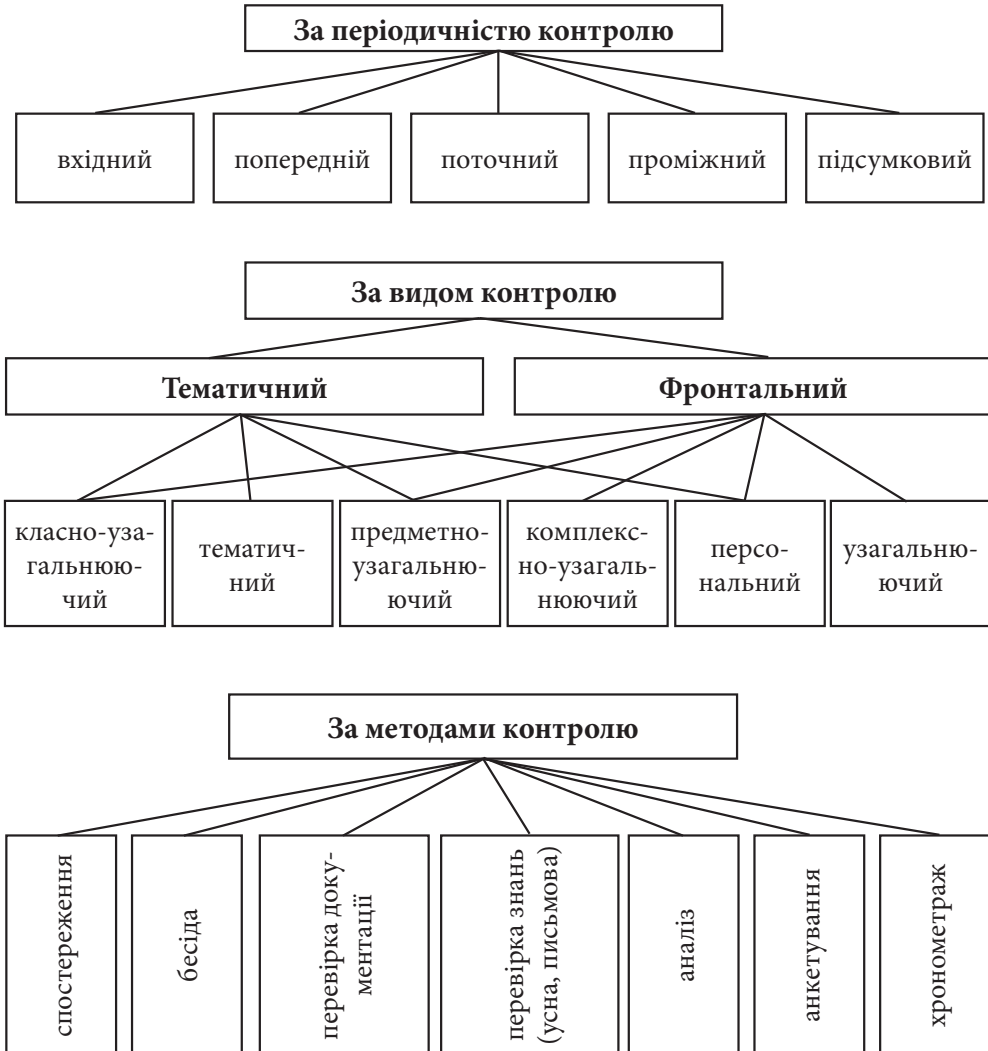 За періодичністю контролю
вхідний
попередній
поточний
проміжний
підсумковий
За видом контролю
Тематичний
Фронтальний
класно-уза-
гальнюю-
чий
тематич-
ний
предметно-
узагальню-
ючий
комплекс-
но-узагаль-
нюючий
персо-
нальний
узагальню-
ючий
За методами контролю
спостереження
бесіда
перевірка доку-
ментації
перевірка знань
(усна, письмова)
аналіз
анкетування
хронометраж